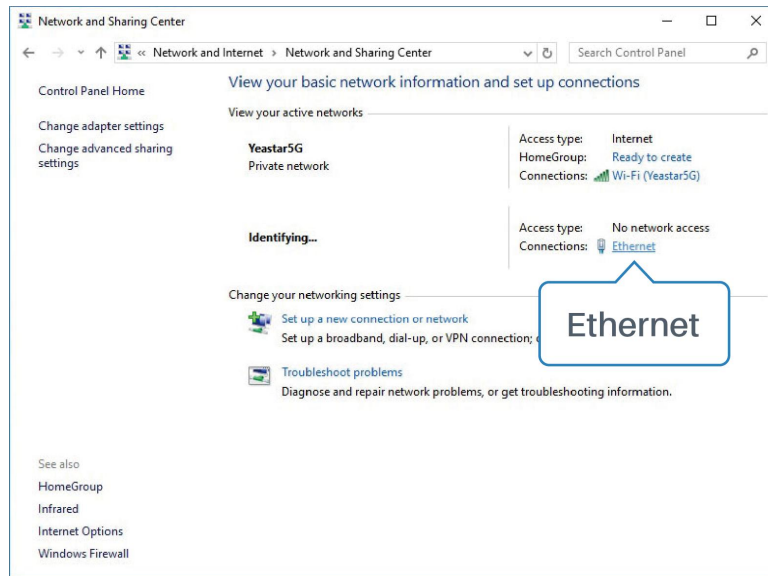 Network and Sharing Center
« Network and Internet › Network and Sharing Center
Search Control Panel
Control Panel Home
Change adapter settings
Change advanced sharing
settings
View your basic network information and set up connections
View your active networks
Yeastar5G
Private network
Access type: Internet
HomeGroup: Ready to create
Connections: Wi-Fi (Yeastar5G)
Identifying...
Access type: No network access
Connections: Ethernet
Ethernet
Change your networking settings
Set up a new connection or network
Set up a broadband, dial-up, or VPN connection;
Troubleshoot problems
Diagnose and repair network problems, or get troubleshooting information.
See also
HomeGroup
Infrared
Internet Options
Windows Firewall